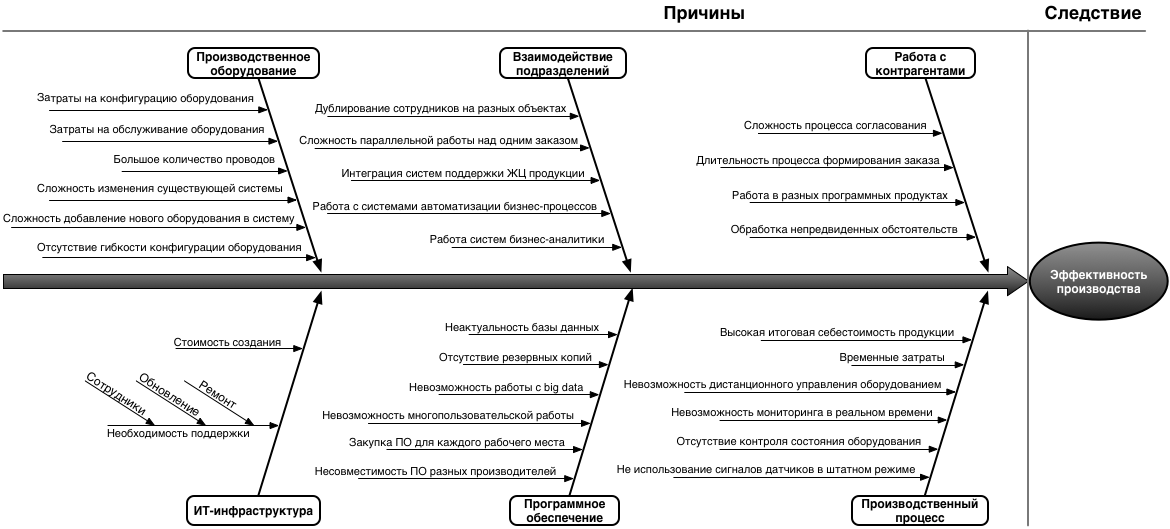 Причины
Следствие
Производственное
оборудование
Затраты на конфигурацию оборудования
Затраты на обслуживание оборудования
Большое количество проводов
Сложность изменения существующей системы
Сложность добавление нового оборудования в систему
Отсутствие гибкости конфигурации оборудования
Взаимодействие
подразделений
Дублирование сотрудников на разных объектах
Сложность параллельной работы над одним заказом
Интеграция систем поддержки ЖЦ продукции
Работа с системами автоматизации бизнес-процессов
Работа систем бизнес-аналитики
Работа с
контрагентами
Сложность процесса согласования
Длительность процесса формирования заказа
Работа в разных программных продуктах
Обработка непредвиденных обстоятельств
Эффективность
производства
Стоимость создания
Сотрудники
Обновление
Ремонт
Необходимость поддержки
ИТ-инфраструктура
Неактуальность базы данных
Отсутствие резервных копий
Невозможность работы с big data
Невозможность многопользовательской работы
Закупка ПО для каждого рабочего места
Несовместимость ПО разных производителей
Программное
обеспечение
Высокая итоговая себестоимость продукции
Временные затраты
Невозможность дистанционного управления оборудованием
Невозможность мониторинга в реальном времени
Отсутствие контроля состояния оборудования
Не использование сигналов датчиков в штатном режиме
Производственный
процесс